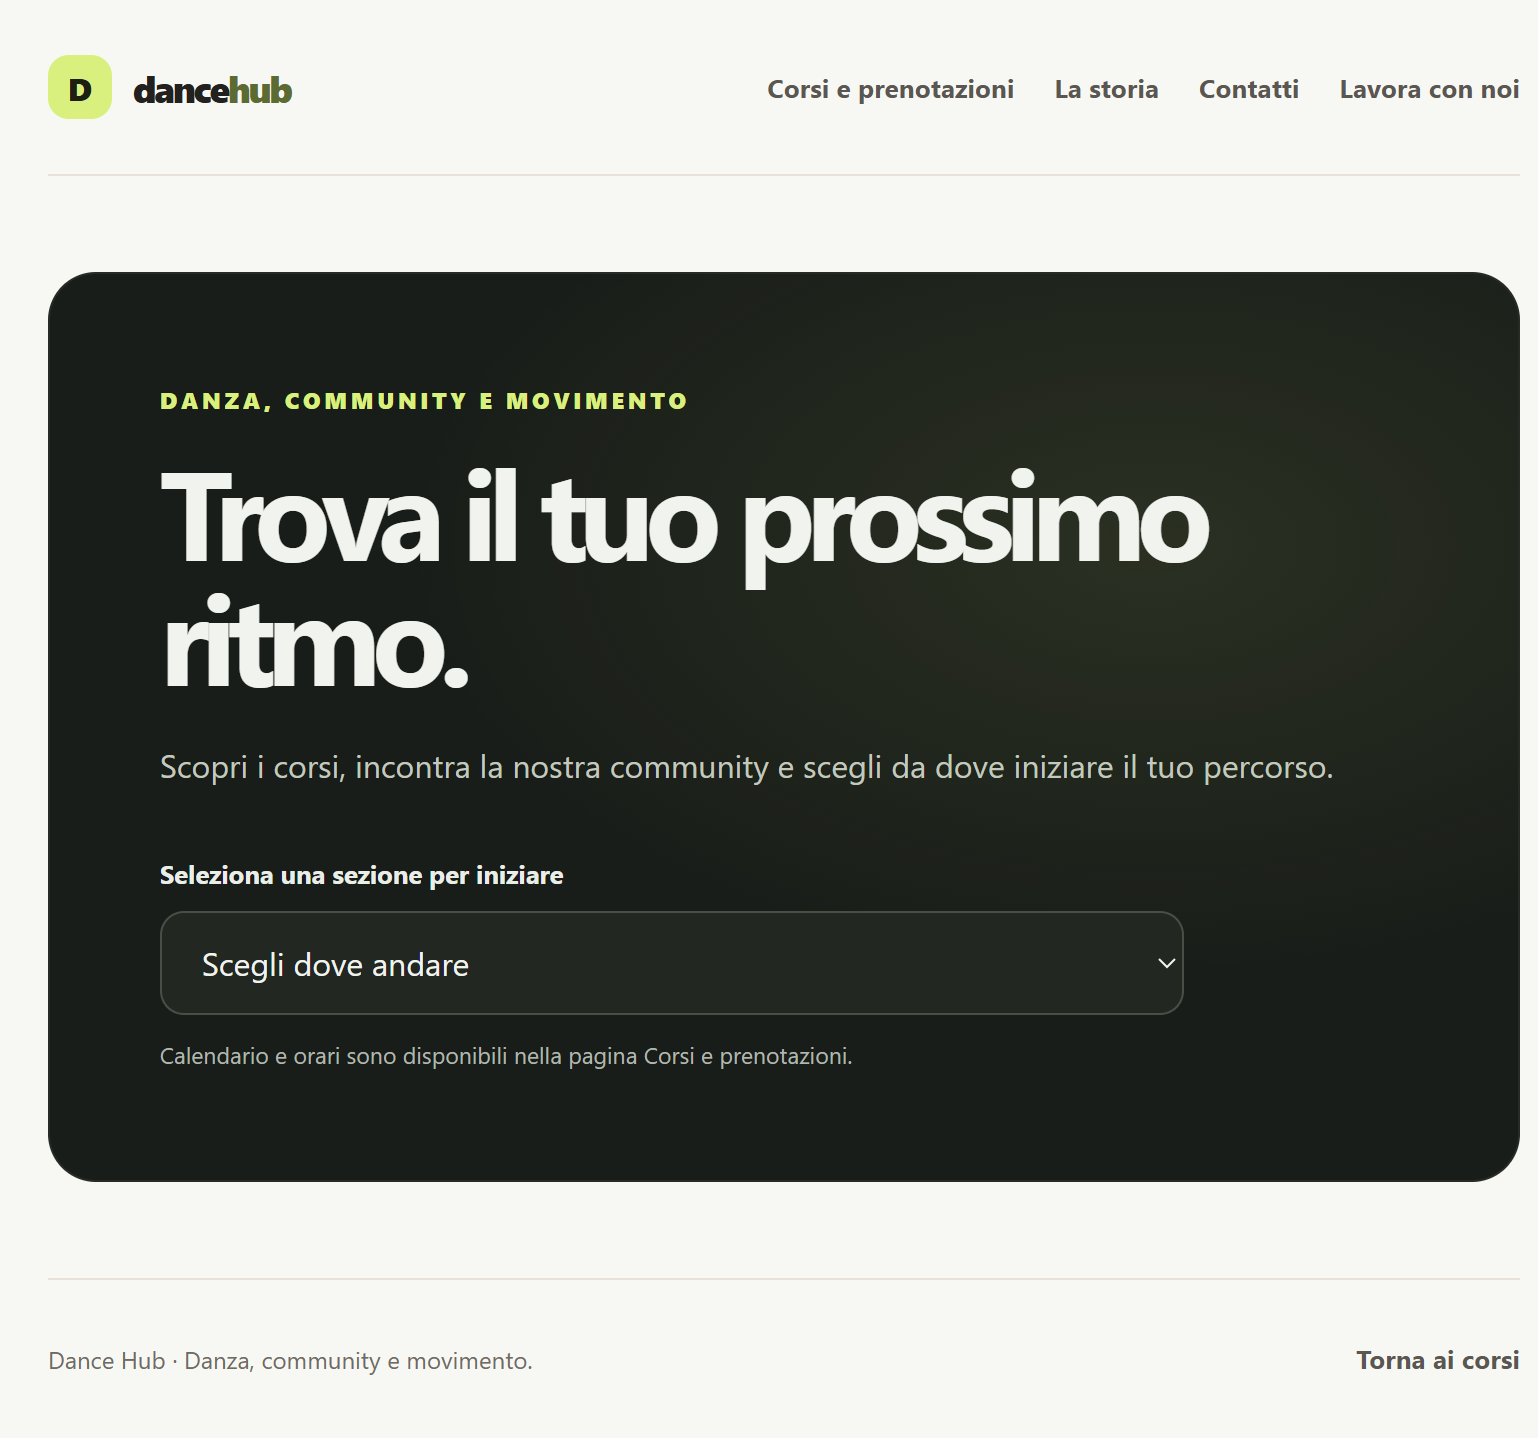 D dancehub
Corsi e prenotazioni La storia Contatti Lavora con noi
DANZA, COMMUNITY E MOVIMENTO
Trova il tuo prossimo
ritmo.
Scopri i corsi, incontra la nostra community e scegli da dove iniziare il tuo percorso.
Seleziona una sezione per iniziare
Scegli dove andare
Calendario e orari sono disponibili nella pagina Corsi e prenotazioni.
Dance Hub · Danza, community e movimento.
Torna ai corsi